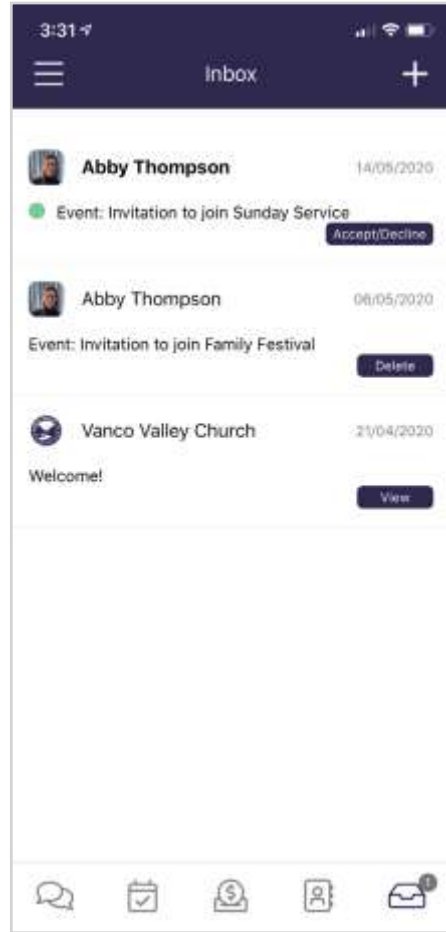 3:31
Inbox
Abby Thompson
14/05/2020
Event: Invitation to join Sunday Service
Accept/Decline
Abby Thompson
06/05/2020
Event: Invitation to join Family Festival
Delete
Vanco Valley Church
21/04/2020
Welcome!
View
1